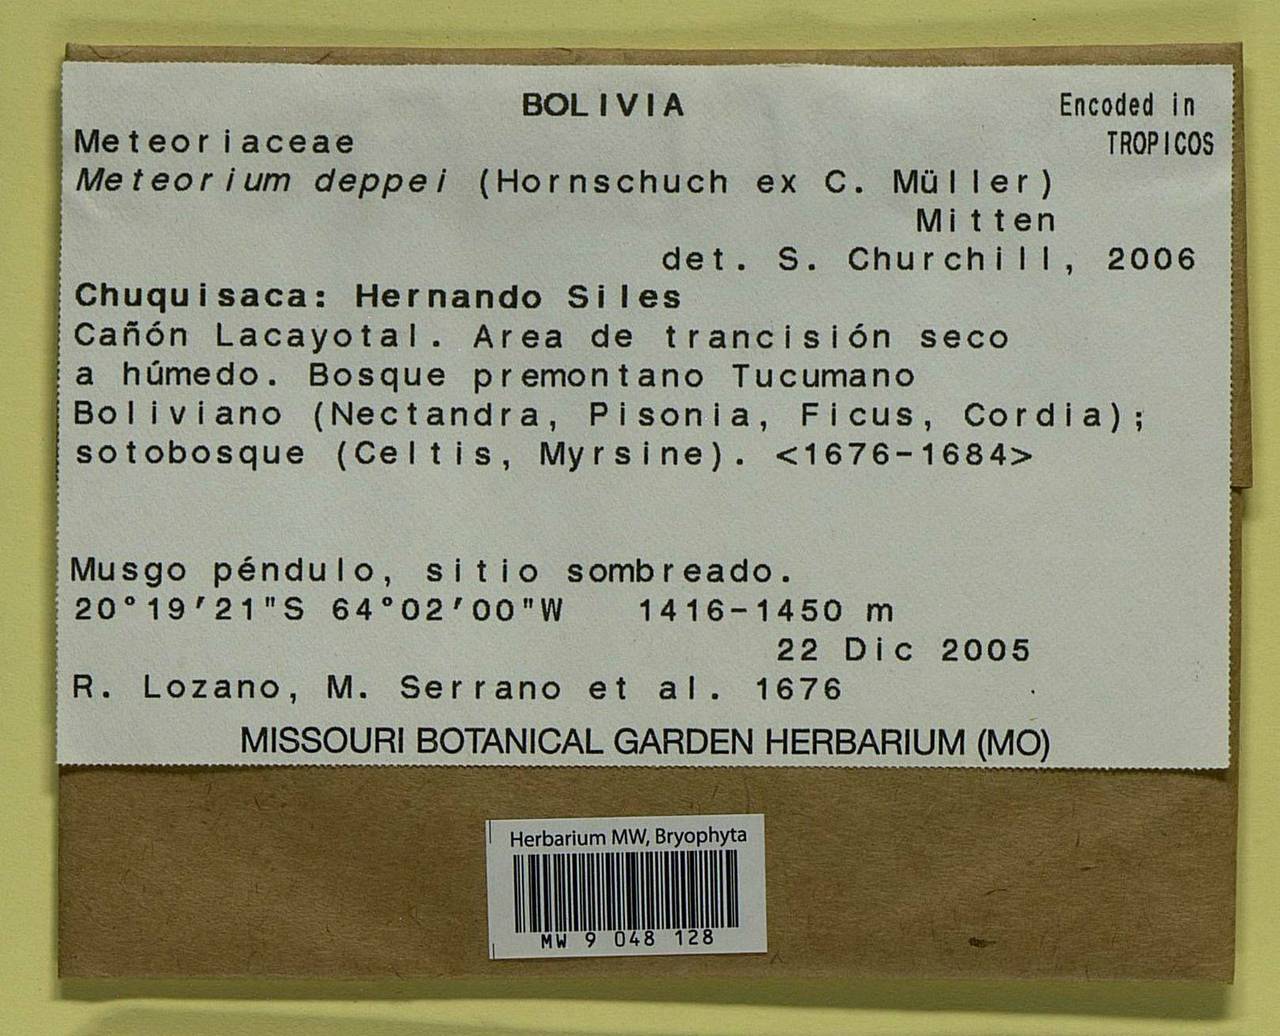 BOLIVIA
Encoded in
TROPICOS
Meteoriaceae
Meteorium deppei (Hornschuch ex C. Müller)
Mitten
det. S. Churchill, 2006
Chuquisaca: Hernando Siles
Cañón Lacayotal. Area de trancisión seco
a húmedo. Bosque premontano Tucumano
Boliviano (Nectandra, Pisonia, Ficus, Cordia);
sotobosque (Celtis, Myrsine). <1676-1684>
Musgo péndulo, sitio sombreado.
20°19'21"S 64°02'00"W 1416-1450 m
22 Dic 2005
R. Lozano, M. Serrano et al. 1676
MISSOURI BOTANICAL GARDEN HERBARIUM (MO)
Herbarium MW, Bryophyta
MW 9 048 128